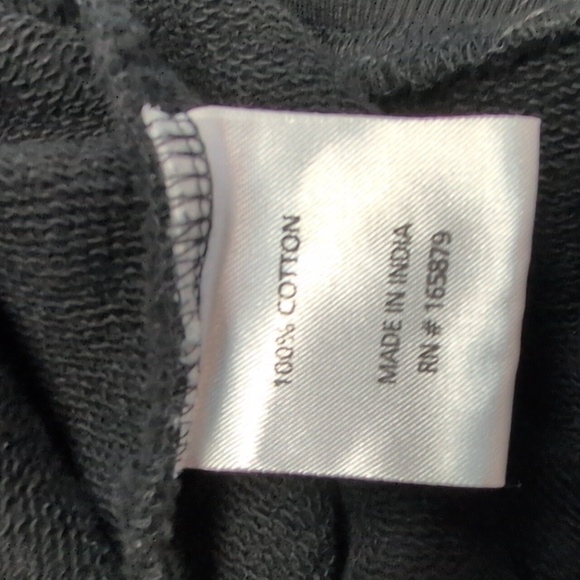 100% COTTON
MADE IN INDIA
RN # 165879